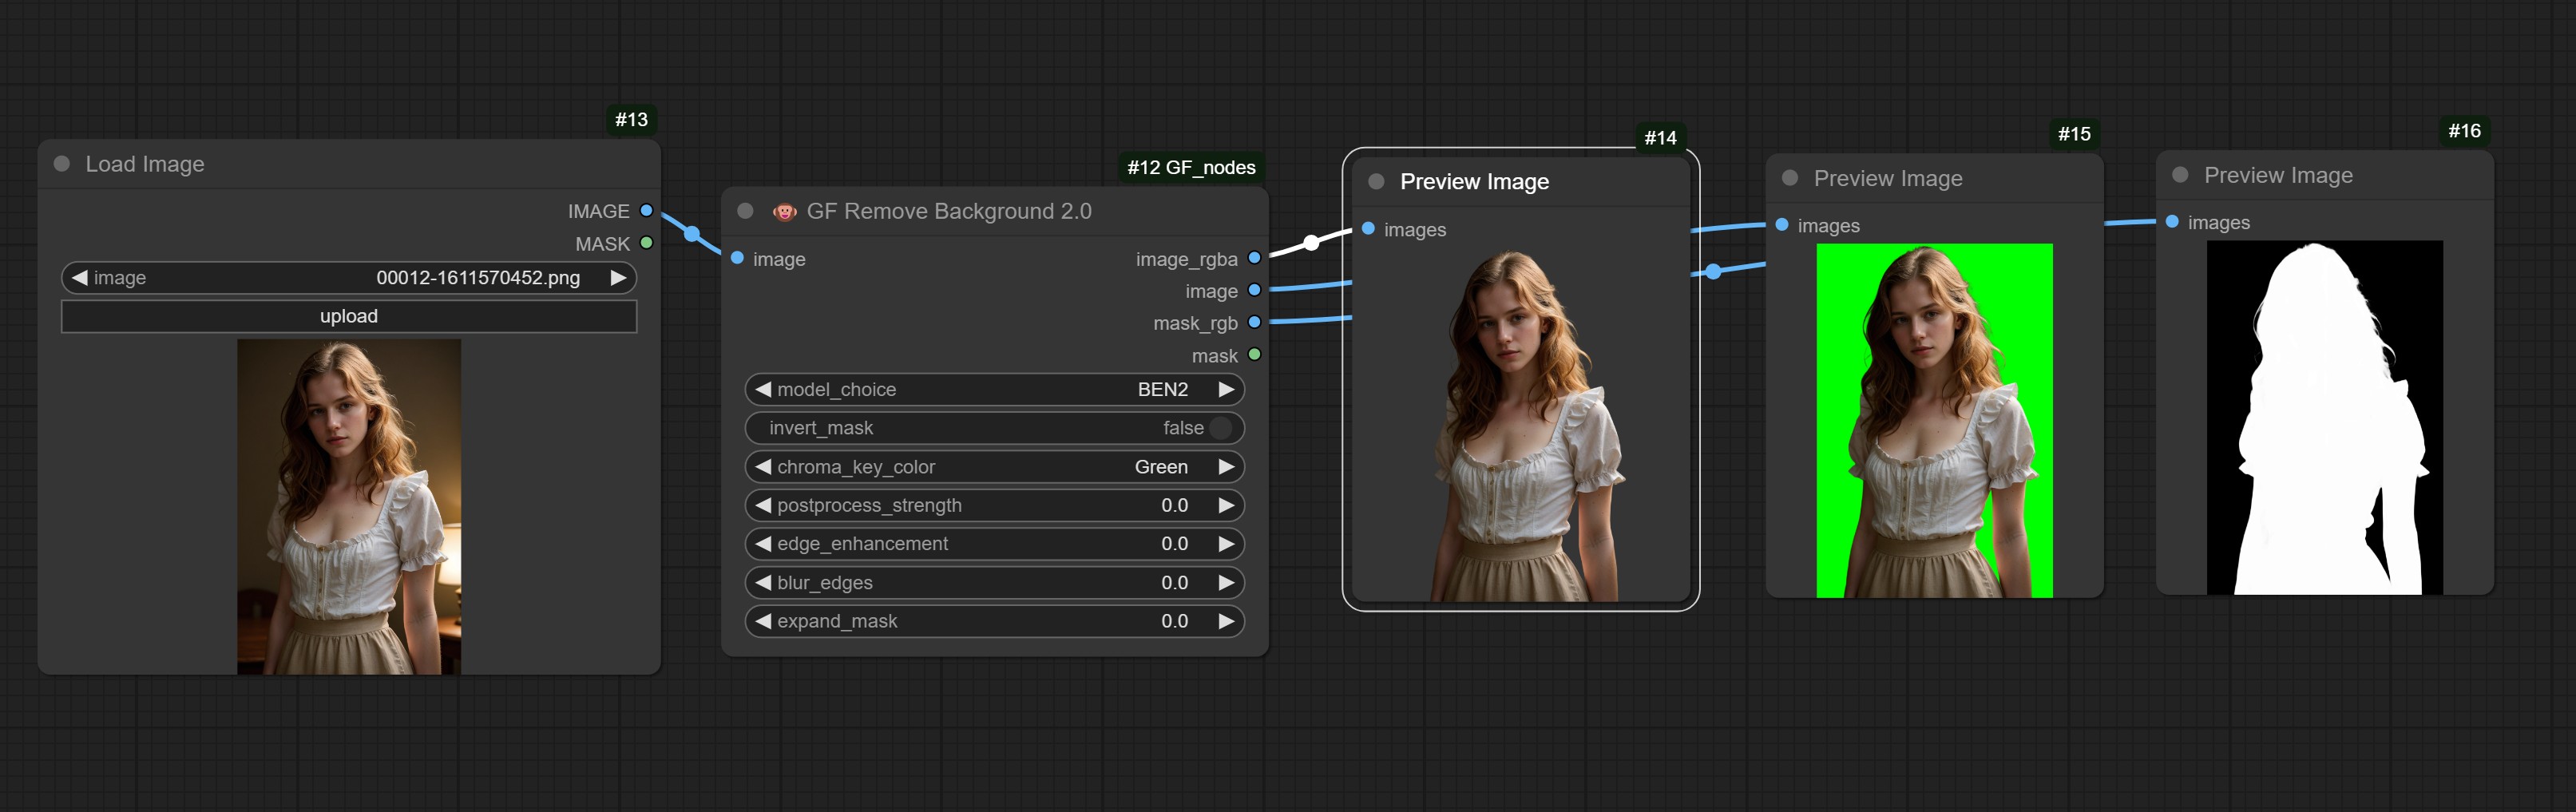 #13
Load Image
IMAGE
MASK
image 00012-1611570452.png
upload
#12 GF_nodes
GF Remove Background 2.0
image image_rgba
image
mask_rgb
mask
model_choice BEN2
invert_mask false
chroma_key_color Green
postprocess_strength 0.0
edge_enhancement 0.0
blur_edges 0.0
expand_mask 0.0
#14
Preview Image
images
#15
Preview Image
images
#16
Preview Image
images